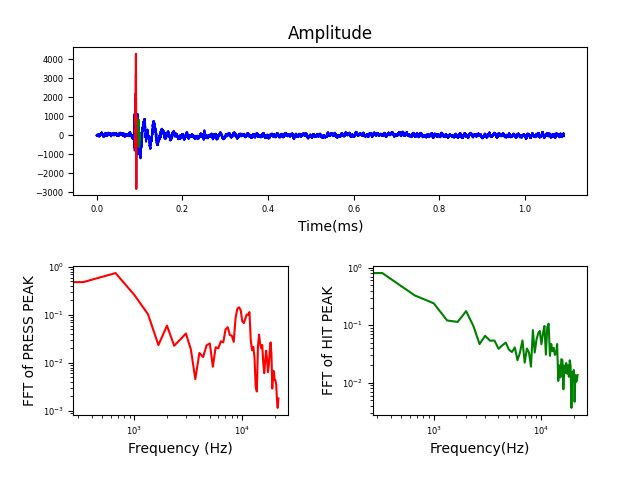 Amplitude
4000
3000
2000
1000
0
−1000
−2000
−3000
0.0 0.2 0.4 0.6 0.8 1.0
Time(ms)
FFT of PRESS PEAK
10⁰
10⁻¹
10⁻²
10⁻³
10³ 10⁴
Frequency (Hz)
FFT of HIT PEAK
10⁰
10⁻¹
10⁻²
10³ 10⁴
Frequency(Hz)